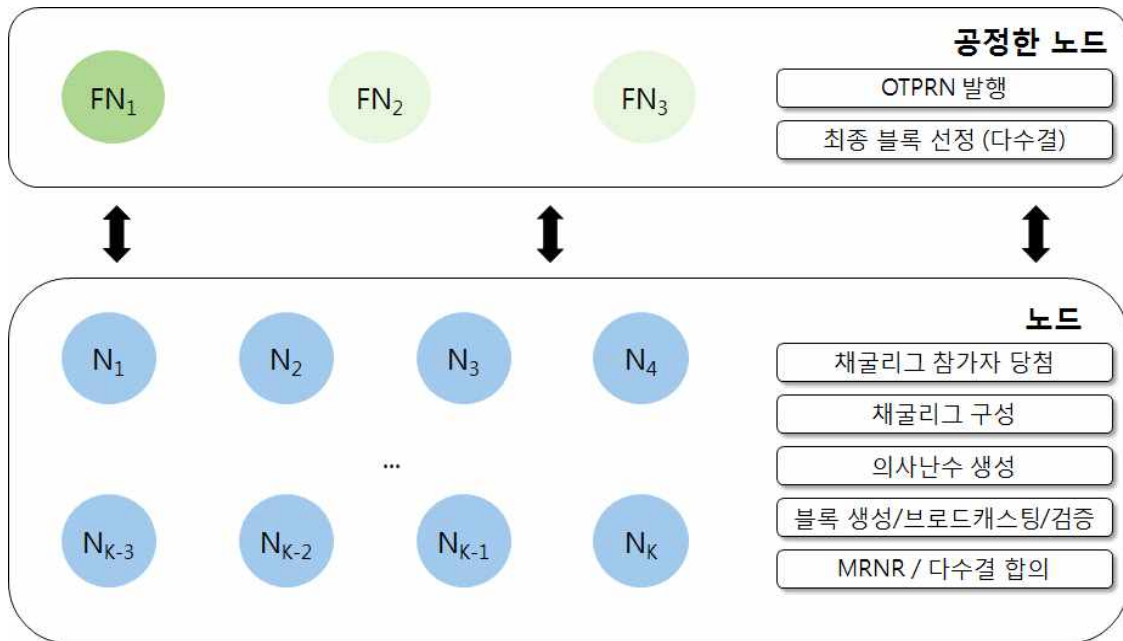 공정한 노드
FN1 FN2 FN3
OTPRN 발행
최종 블록 선정 (다수결)
노드
N1 N2 N3 N4
채굴리그 참가자 당첨
채굴리그 구성
...
의사난수 생성
NK-3 NK-2 NK-1 NK
블록 생성/브로드캐스팅/검증
MRNR / 다수결 합의